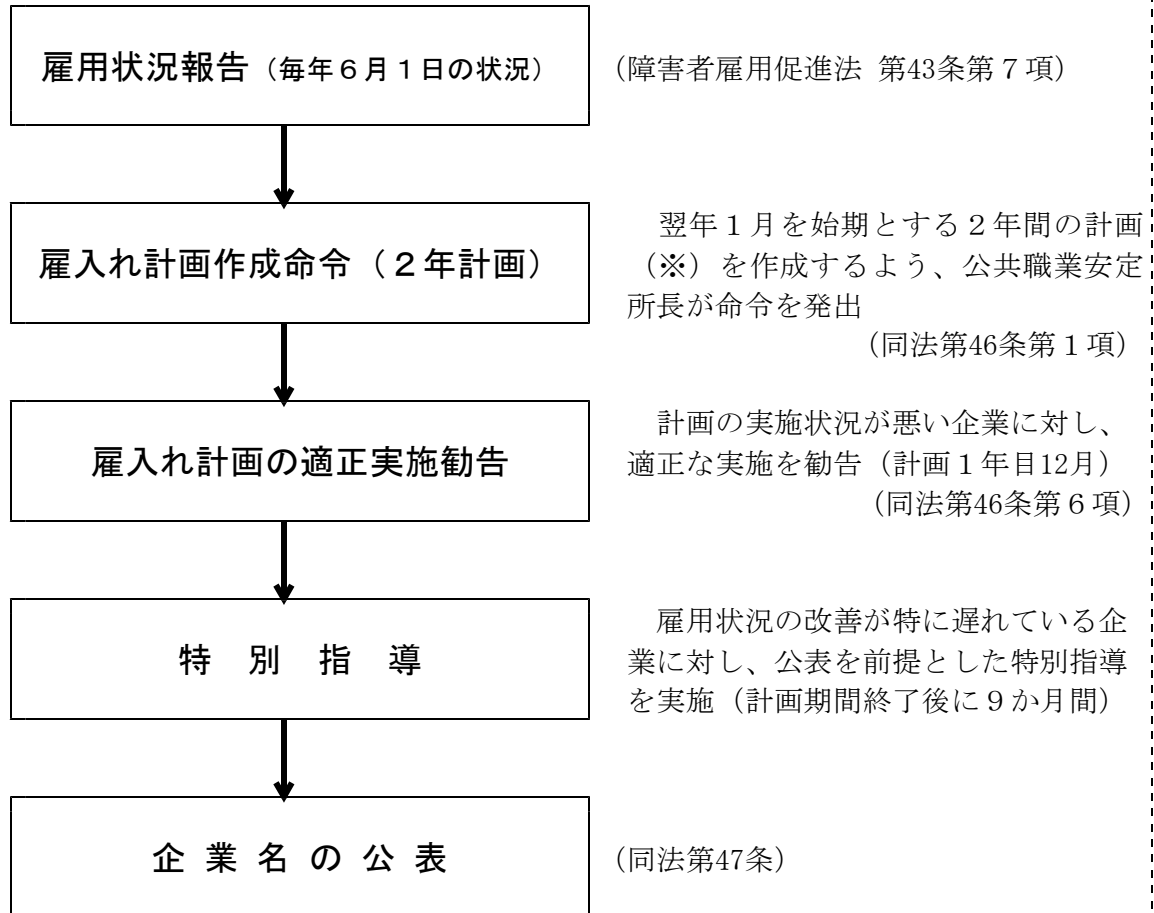 雇用状況報告（毎年６月１日の状況）
（障害者雇用促進法 第43条第７項）
雇入れ計画作成命令（２年計画）
翌年１月を始期とする２年間の計画
（※）を作成するよう、公共職業安定
所長が命令を発出
（同法第46条第１項）
雇入れ計画の適正実施勧告
計画の実施状況が悪い企業に対し、
適正な実施を勧告（計画１年目12月）
（同法第46条第６項）
特　別　指　導
雇用状況の改善が特に遅れている企
業に対し、公表を前提とした特別指導
を実施（計画期間終了後に９か月間）
企 業 名 の 公 表
（同法第47条）